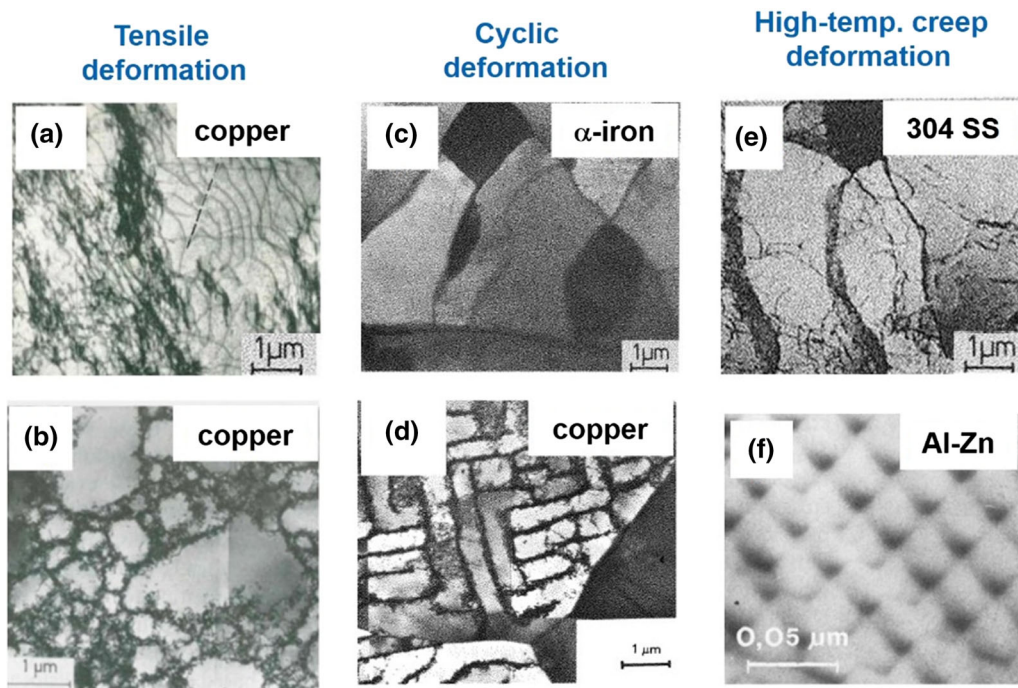 Tensile
deformation
Cyclic
deformation
High-temp. creep
deformation
(a)
copper
1μm
(c)
α-iron
1μm
(e)
304 SS
1μm
(b)
copper
1 μm
(d)
copper
1 μm
(f)
Al-Zn
0,05 μm